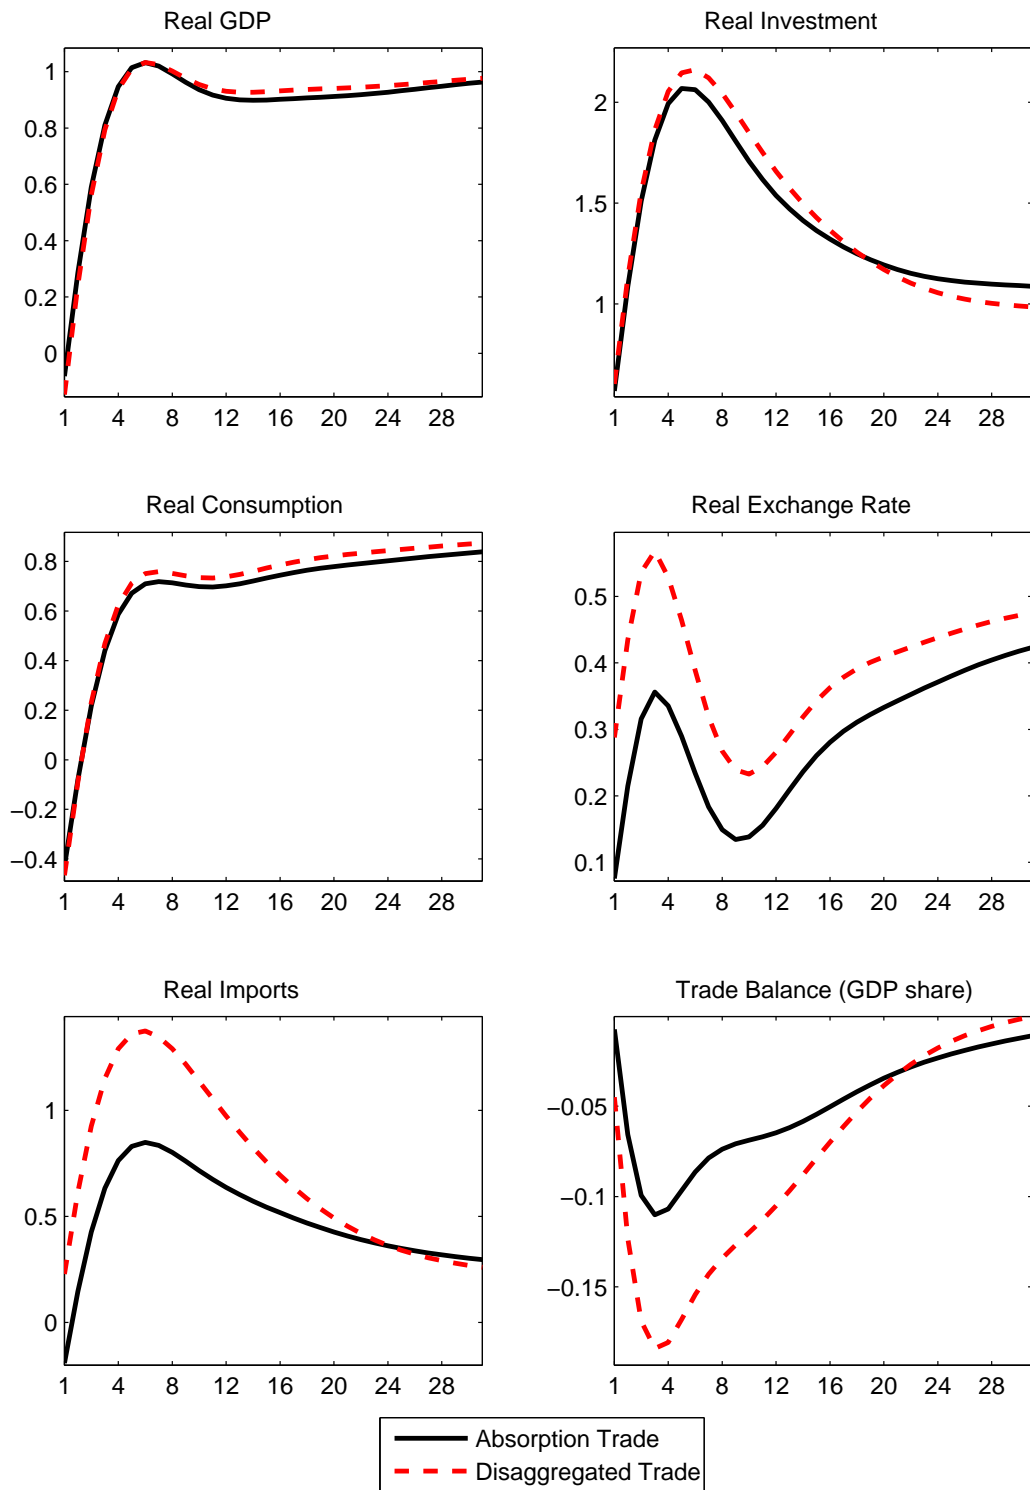 Real GDP
1
0.8
0.6
0.4
0.2
0
1 4 8 12 16 20 24 28
Real Investment
2
1.5
1
1 4 8 12 16 20 24 28
Real Consumption
0.8
0.6
0.4
0.2
0
−0.2
−0.4
1 4 8 12 16 20 24 28
Real Exchange Rate
0.5
0.4
0.3
0.2
0.1
1 4 8 12 16 20 24 28
Real Imports
1
0.5
0
1 4 8 12 16 20 24 28
Trade Balance (GDP share)
−0.05
−0.1
−0.15
1 4 8 12 16 20 24 28
Absorption Trade
Disaggregated Trade